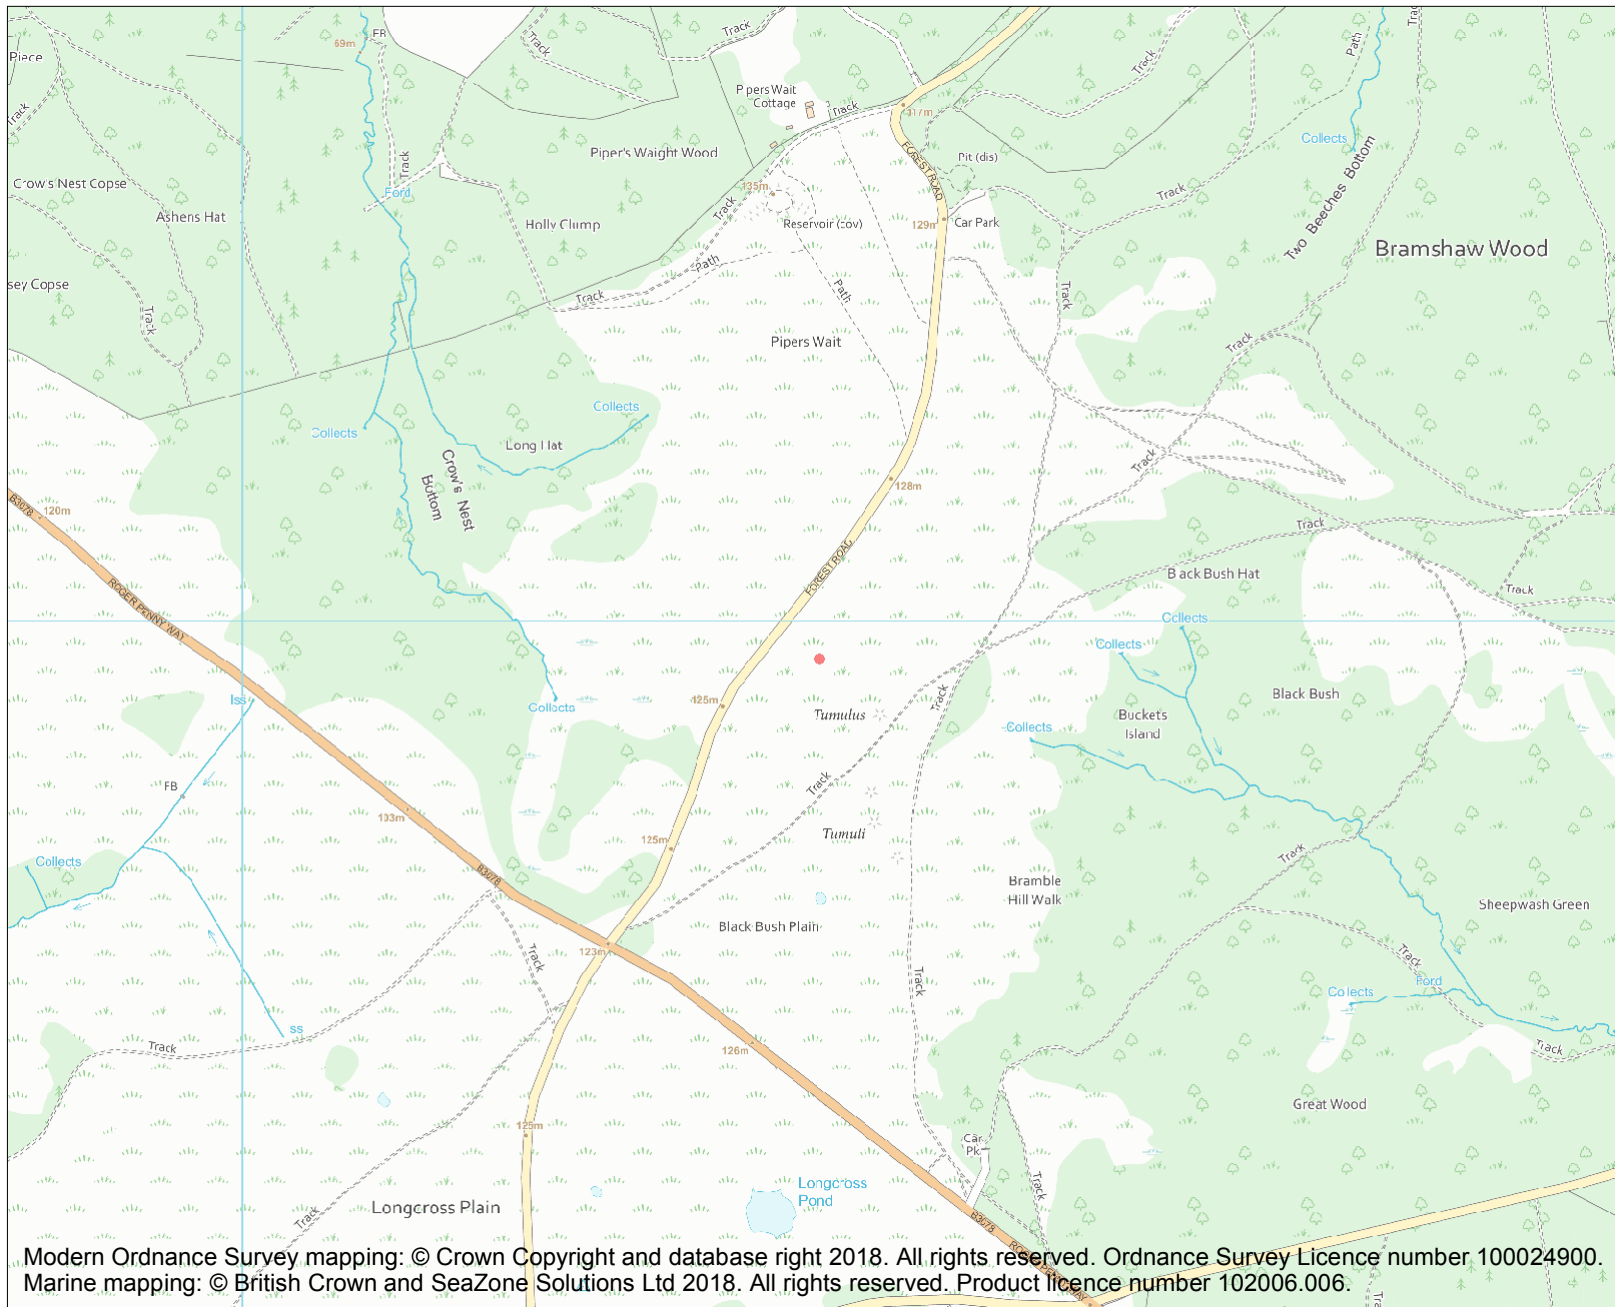 FB
69m
Piece
Track
Track
Track
Path
Track
Track
Track
Pipers Wait
Cottage
Track
117m
Collects
FOREST ROAD
Piper's Waight Wood
Track
Pit (dis)
Two Beeches Bottom
Crow's Nest Copse
Ford
135m
Track
Ashens Hat
Holly Clump
Track
Reservoir (cov)
129m
Car Park
Bramshaw Wood
sey Copse
Path
Track
Path
Track
Track
Pipers Wait
Track
Collects
Collects
Long Hat
Crow's Nest
Bottom
Track
128m
B3078
120m
Track
FOREST ROAD
Black Bush Hat
ROGER PENNY WAY
Track
Collects
Collects
Iss
125m
Collects
Track
Tumulus
Black Bush
Buckets
Island
Collects
FB
Track
133m
Tumuli
125m
Collects
B3078
Track
Bramble
Hill Walk
Sheepwash Green
Black Bush Plain
123m
Track
Track
Track
Ford
Collects
ss
Track
126m
Track
Great Wood
125m
Car
Pk
Longcross
Pond
Track
Longcross Plain
Track
B3078
ROGER PENNY WAY
Modern Ordnance Survey mapping: © Crown Copyright and database right 2018. All rights reserved. Ordnance Survey Licence number 100024900.
Marine mapping: © British Crown and SeaZone Solutions Ltd 2018. All rights reserved. Product licence number 102006.006.